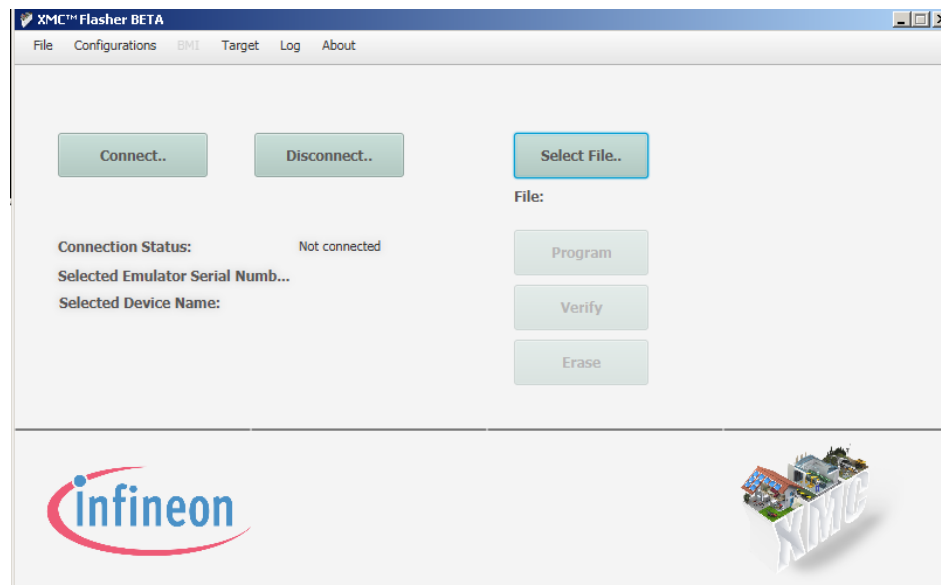 XMC™ Flasher BETA
File Configurations BMI Target Log About
Connect.. Disconnect.. Select File..
File:
Connection Status: Not connected
Selected Emulator Serial Numb...
Selected Device Name:
Program
Verify
Erase
infineon
XMC